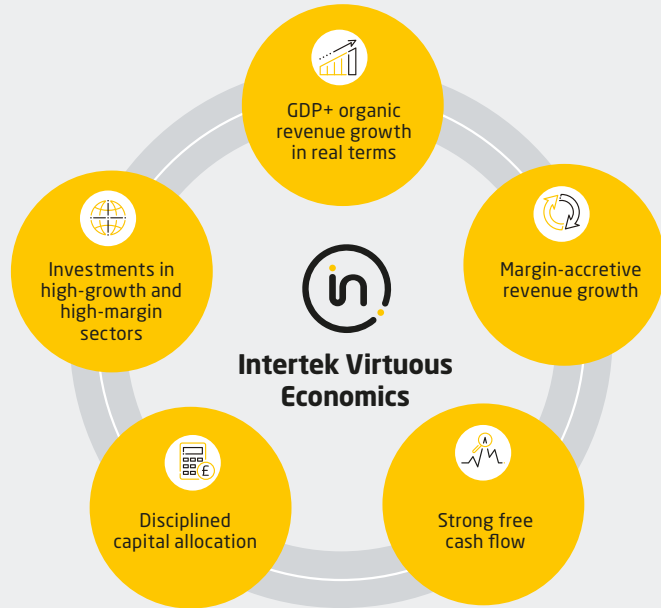 GDP+ organic
revenue growth
in real terms
Margin-accretive
revenue growth
Strong free
cash flow
£
Disciplined
capital allocation
Investments in
high-growth and
high-margin
sectors
in
Intertek Virtuous
Economics